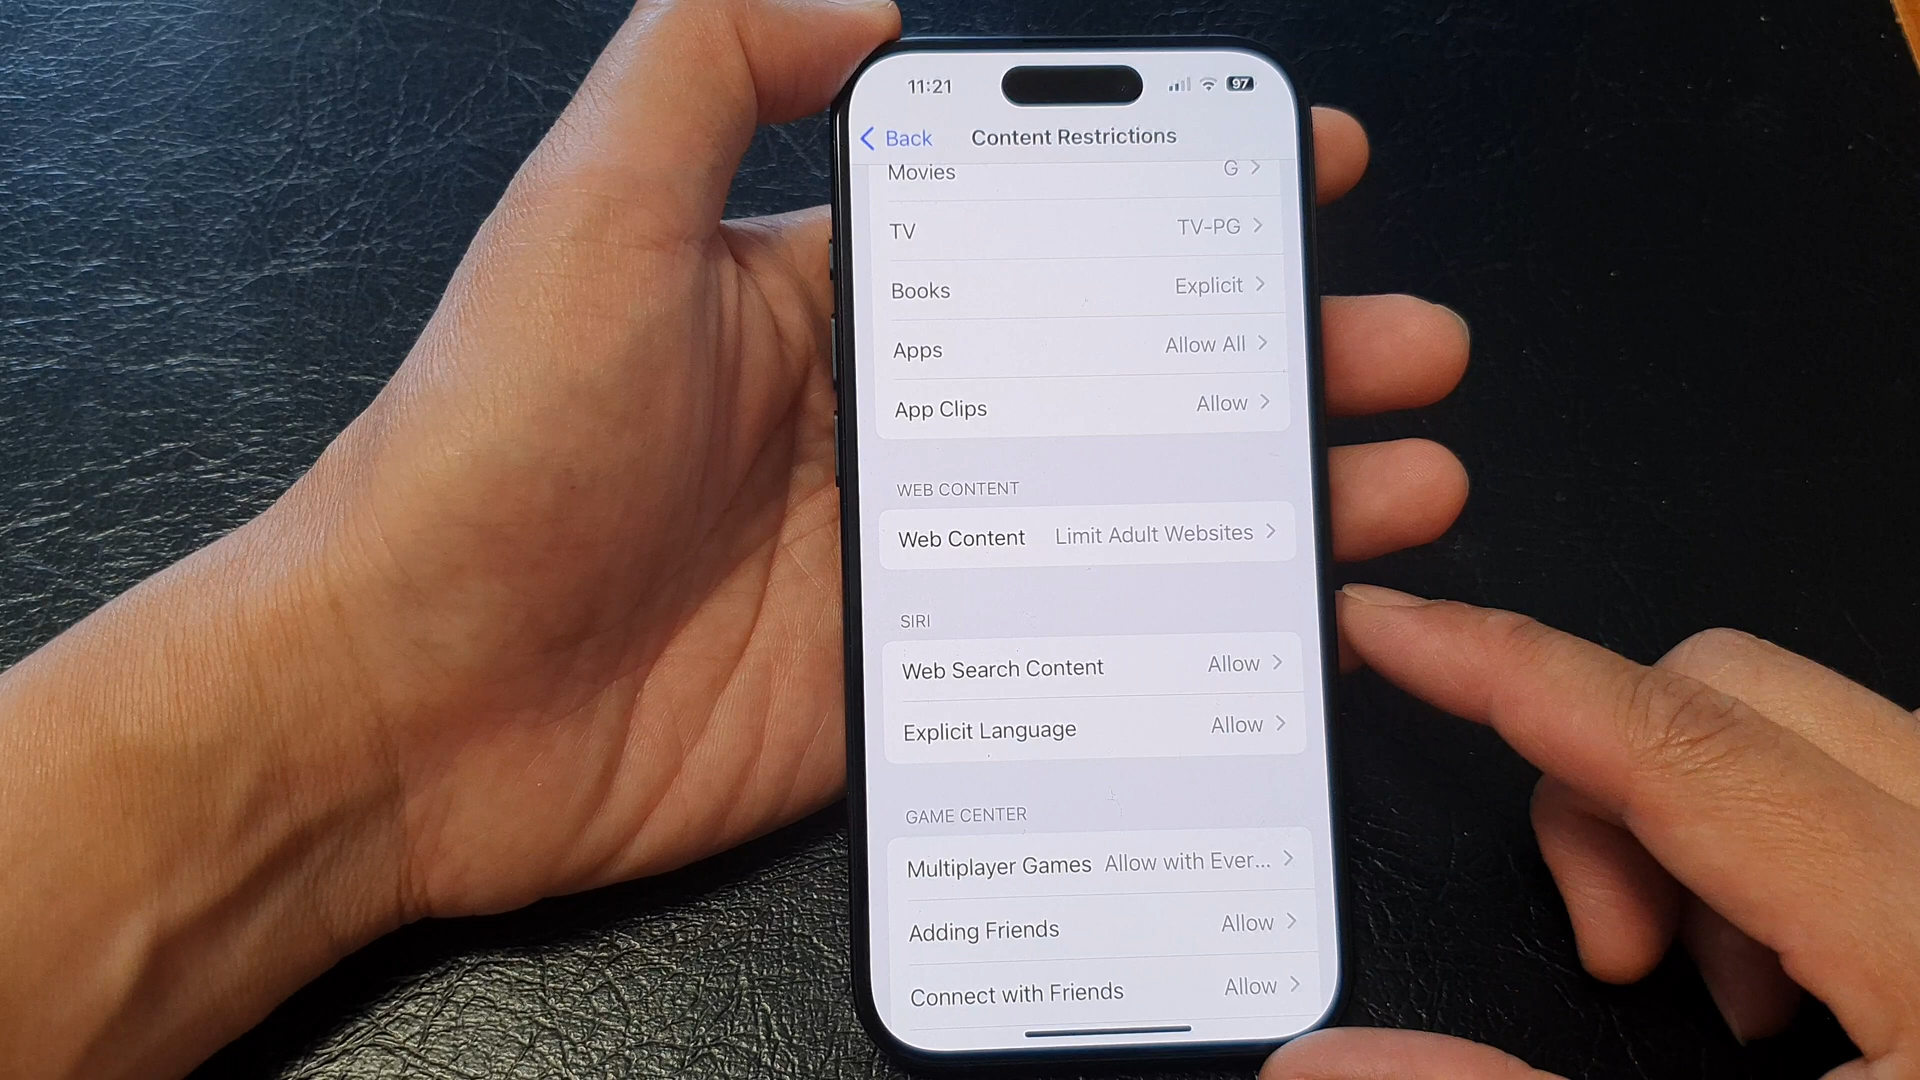 11:21 97
Back Content Restrictions
Movies G
TV TV-PG
Books Explicit
Apps Allow All
App Clips Allow
WEB CONTENT
Web Content Limit Adult Websites
SIRI
Web Search Content Allow
Explicit Language Allow
GAME CENTER
Multiplayer Games Allow with Ever...
Adding Friends Allow
Connect with Friends Allow